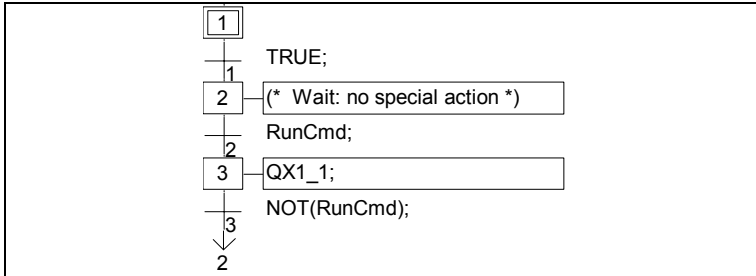 1
TRUE;
1
2 (* Wait: no special action *)
RunCmd;
2
3 QX1_1;
NOT(RunCmd);
3
2